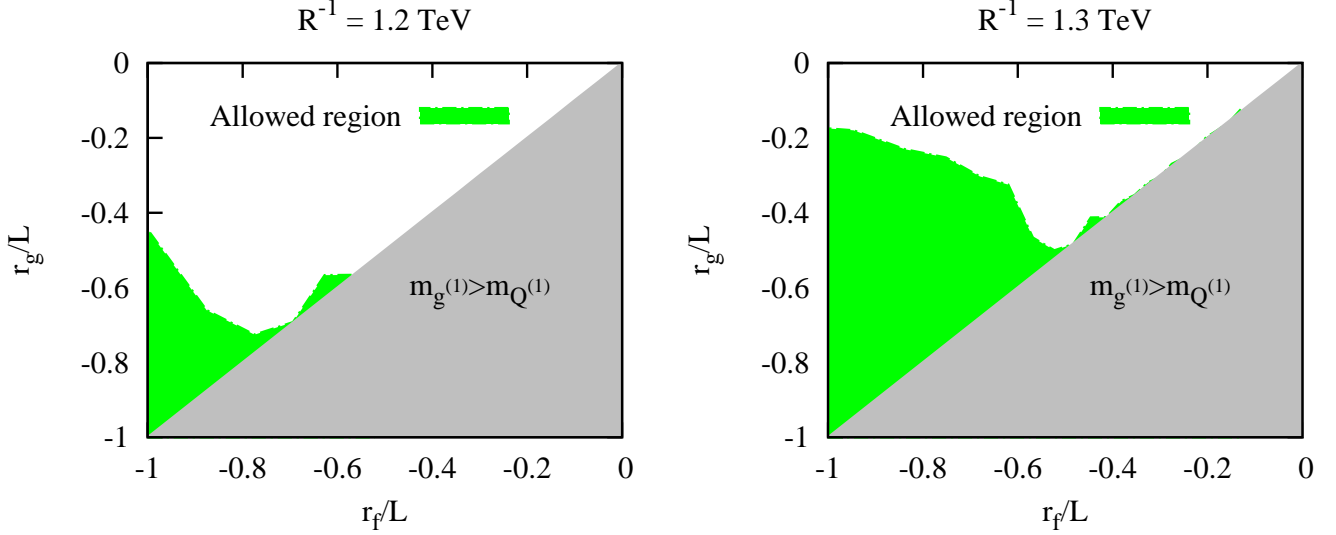 R⁻¹ = 1.2 TeV
0
-0.2
-0.4
-0.6
-0.8
-1
r_g/L
Allowed region
m_g⁽¹⁾>m_Q⁽¹⁾
-1 -0.8 -0.6 -0.4 -0.2 0
r_f/L
R⁻¹ = 1.3 TeV
0
-0.2
-0.4
-0.6
-0.8
-1
r_g/L
Allowed region
m_g⁽¹⁾>m_Q⁽¹⁾
-1 -0.8 -0.6 -0.4 -0.2 0
r_f/L